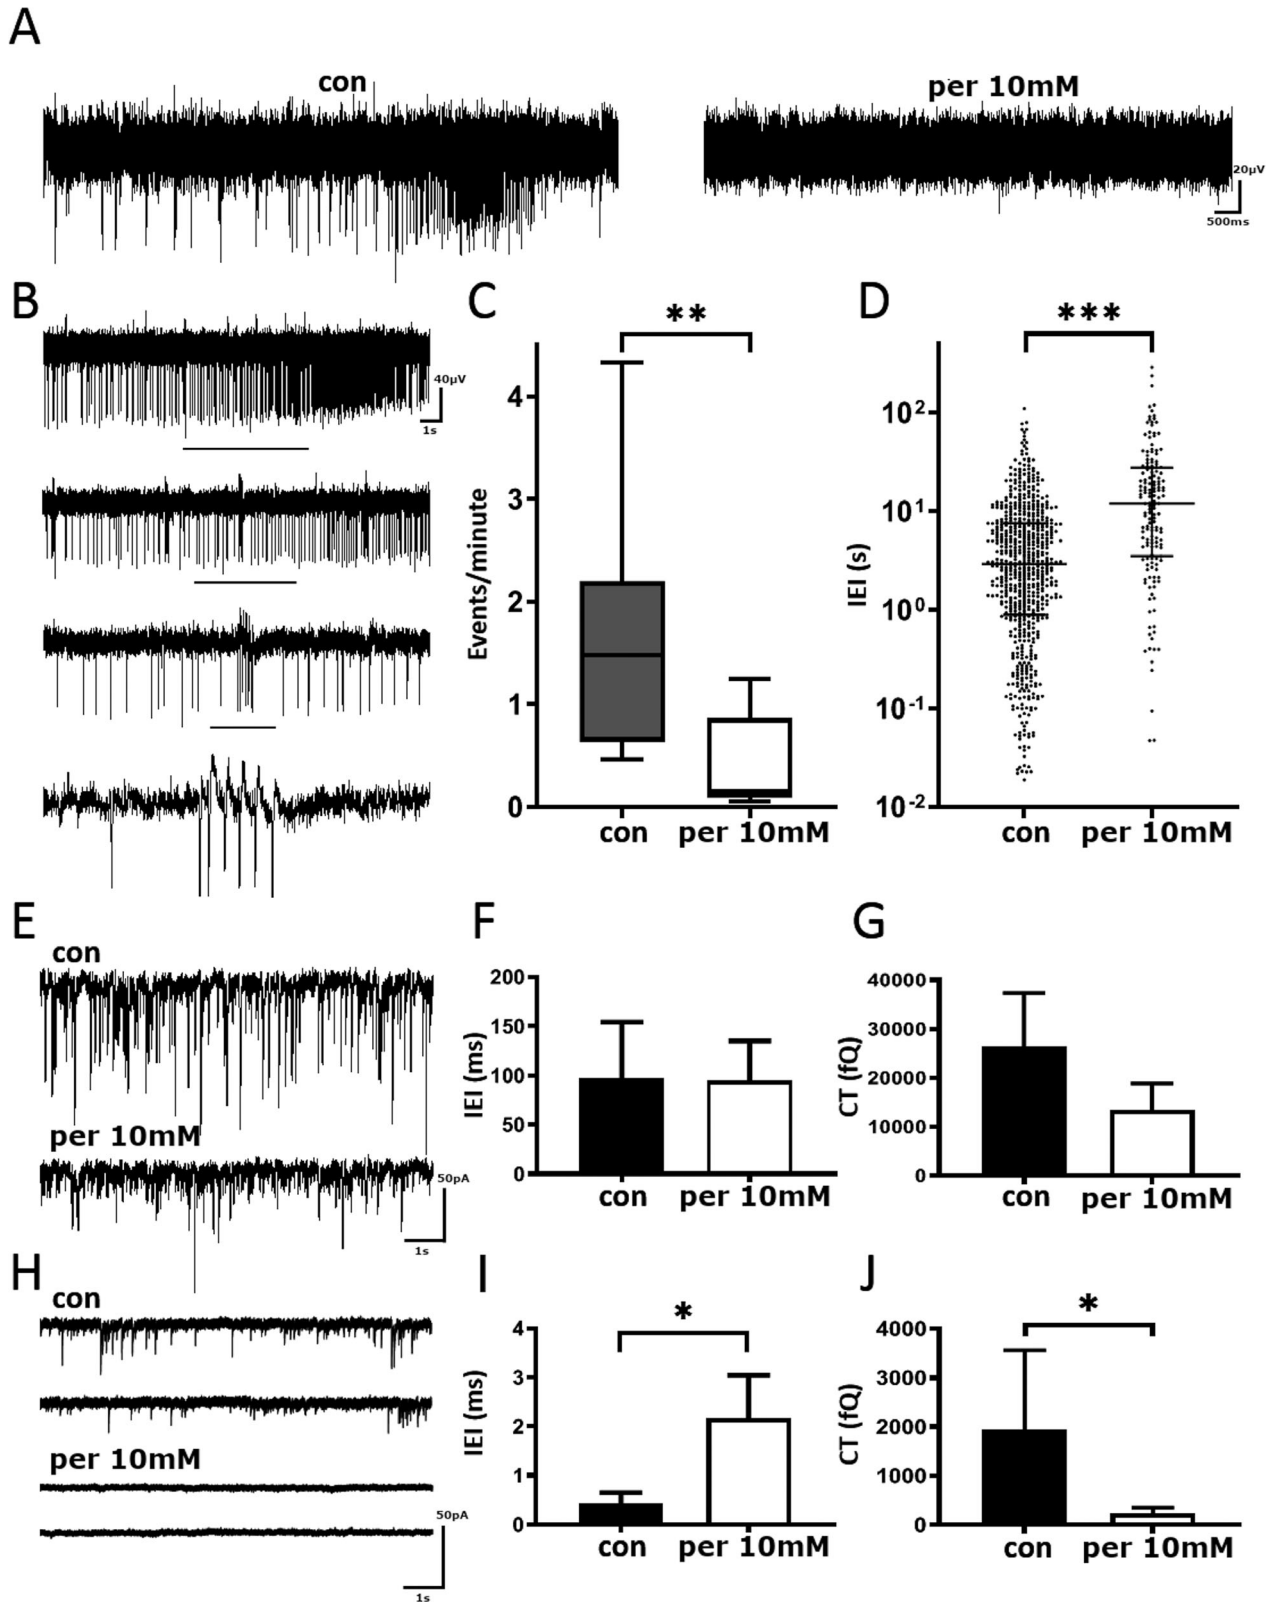 A
con
per 10mM
20µV
500ms
B
40µV
1s
C
**
Events/minute
4
3
2
1
0
con
per 10mM
D
***
IEI (s)
10²
10¹
10⁰
10⁻¹
10⁻²
con
per 10mM
E
con
per 10mM
50pA
1s
F
IEI (ms)
200
150
100
50
0
con
per 10mM
G
CT (fQ)
40000
30000
20000
10000
0
con
per 10mM
H
con
per 10mM
50pA
1s
I
*
IEI (ms)
4
3
2
1
0
con
per 10mM
J
*
CT (fQ)
4000
3000
2000
1000
0
con
per 10mM